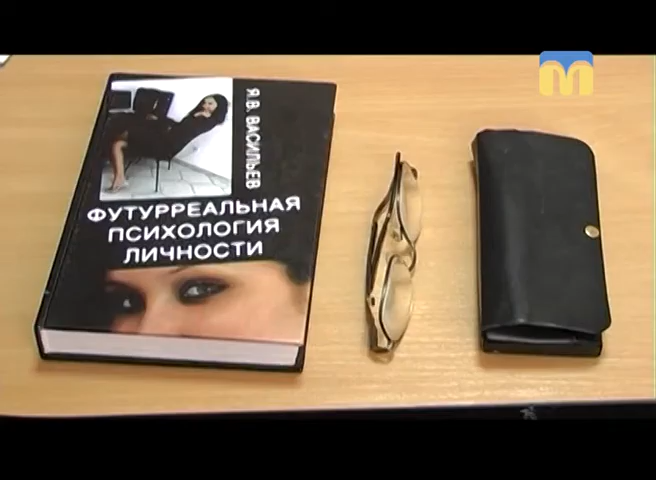 Я.В. ВАСИЛЬЕВ
ФУТУРРЕАЛЬНАЯ
ПСИХОЛОГИЯ
ЛИЧНОСТИ
m